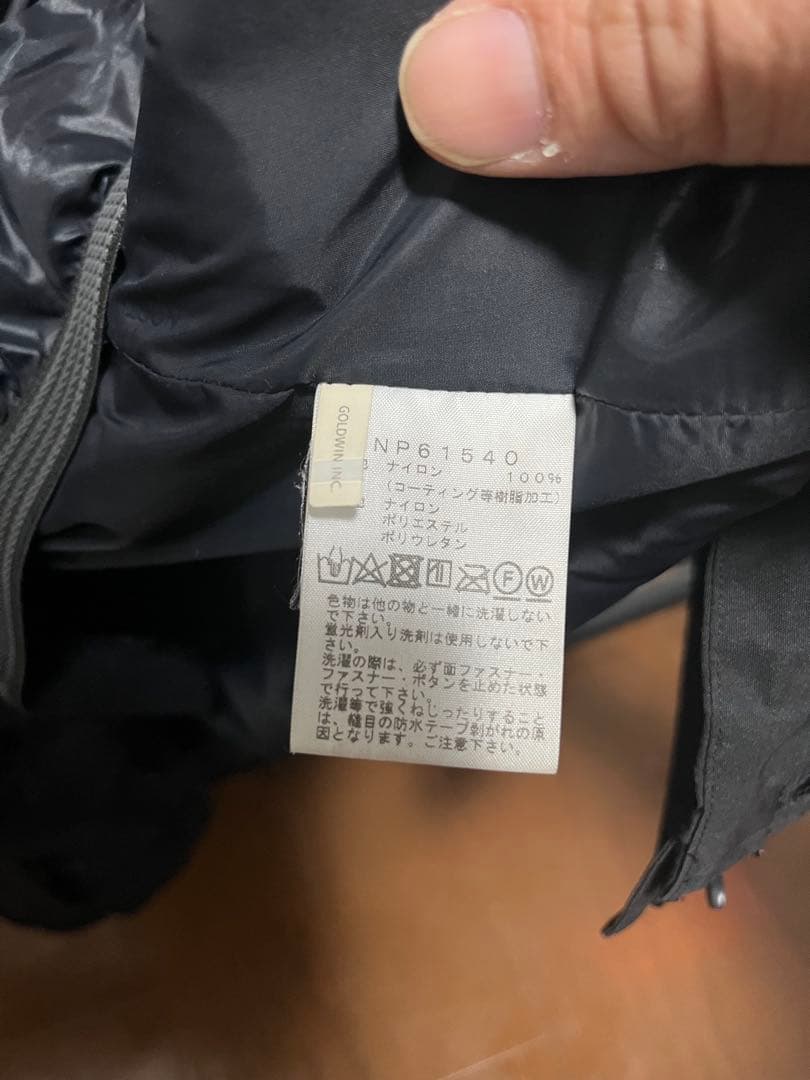 GOLDWIN INC.
NP61540
ナイロン 100%
(コーティング等樹脂加工)
ナイロン
ポリエステル
ポリウレタン
F W
色物は他の物と一緒に洗濯しない
で下さい。
蛍光剤入り洗剤は使用しないで下
さい。
洗濯の際は、必ず面ファスナー・
ファスナー・ボタンを止めた状態
で行って下さい。
洗濯等で強くねじったりすること
は、縫目の防水テープ剥がれの原
因となります。ご注意下さい。